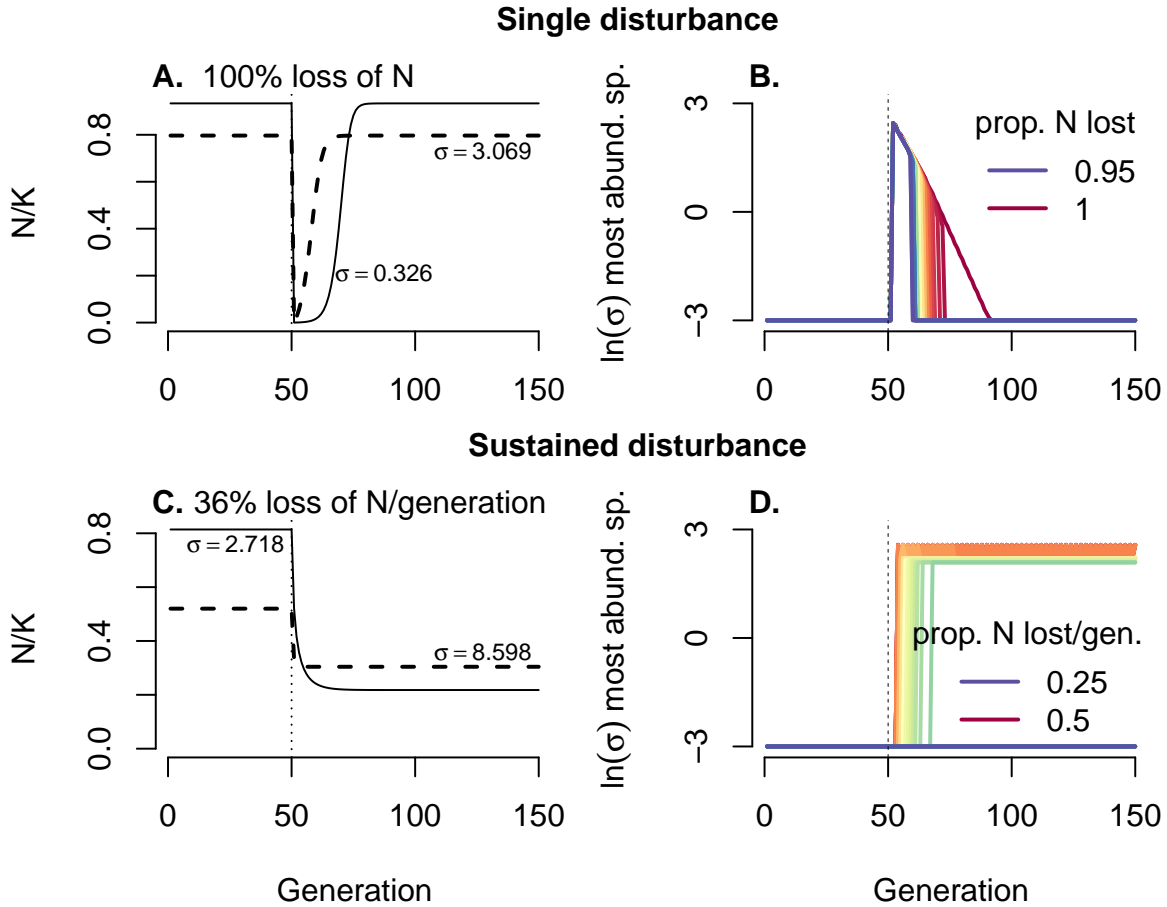 Single disturbance
A. 100% loss of N
N/K
0.0
0.4
0.8
σ = 3.069
σ = 0.326
0 50 100 150
B.
ln(σ) most abund. sp.
−3
0
3
prop. N lost
0.95
1
0 50 100 150
Sustained disturbance
C. 36% loss of N/generation
N/K
0.0
0.4
0.8
σ = 2.718
σ = 8.598
0 50 100 150
Generation
D.
ln(σ) most abund. sp.
−3
0
3
prop. N lost/gen.
0.25
0.5
0 50 100 150
Generation